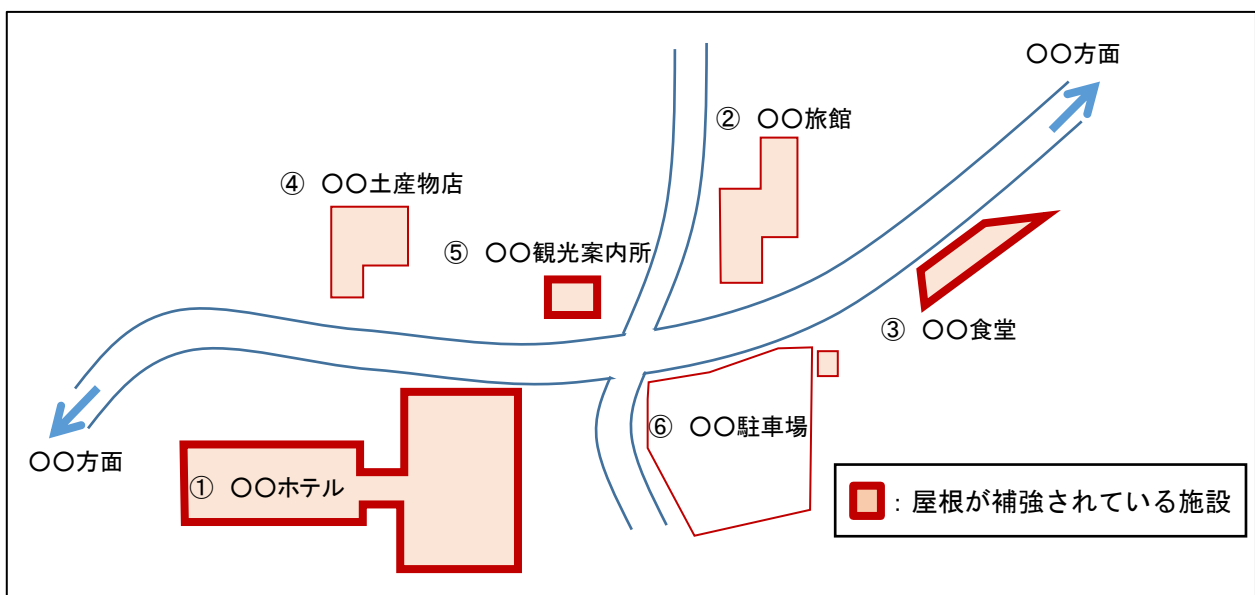 〇〇方面
② 〇〇旅館
④ 〇〇土産物店
⑤ 〇〇観光案内所
③ 〇〇食堂
⑥ 〇〇駐車場
〇〇方面
① 〇〇ホテル
：屋根が補強されている施設